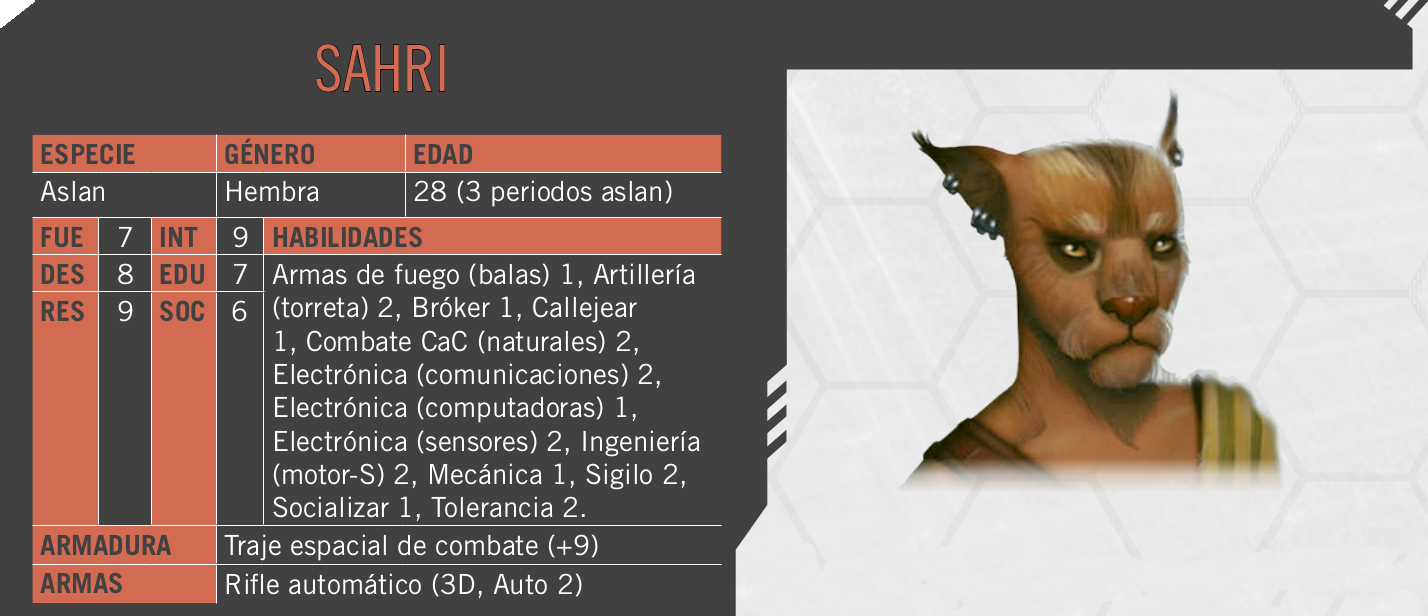 SAHRI
ESPECIE GÉNERO EDAD
Aslan Hembra 28 (3 periodos aslan)
FUE 7 INT 9 HABILIDADES
DES 8 EDU 7 Armas de fuego (balas) 1, Artillería
RES 9 SOC 6 (torreta) 2, Bróker 1, Callejear
1, Combate CaC (naturales) 2,
Electrónica (comunicaciones) 2,
Electrónica (computadoras) 1,
Electrónica (sensores) 2, Ingeniería
(motor-S) 2, Mecánica 1, Sigilo 2,
Socializar 1, Tolerancia 2.
ARMADURA Traje espacial de combate (+9)
ARMAS Rifle automático (3D, Auto 2)